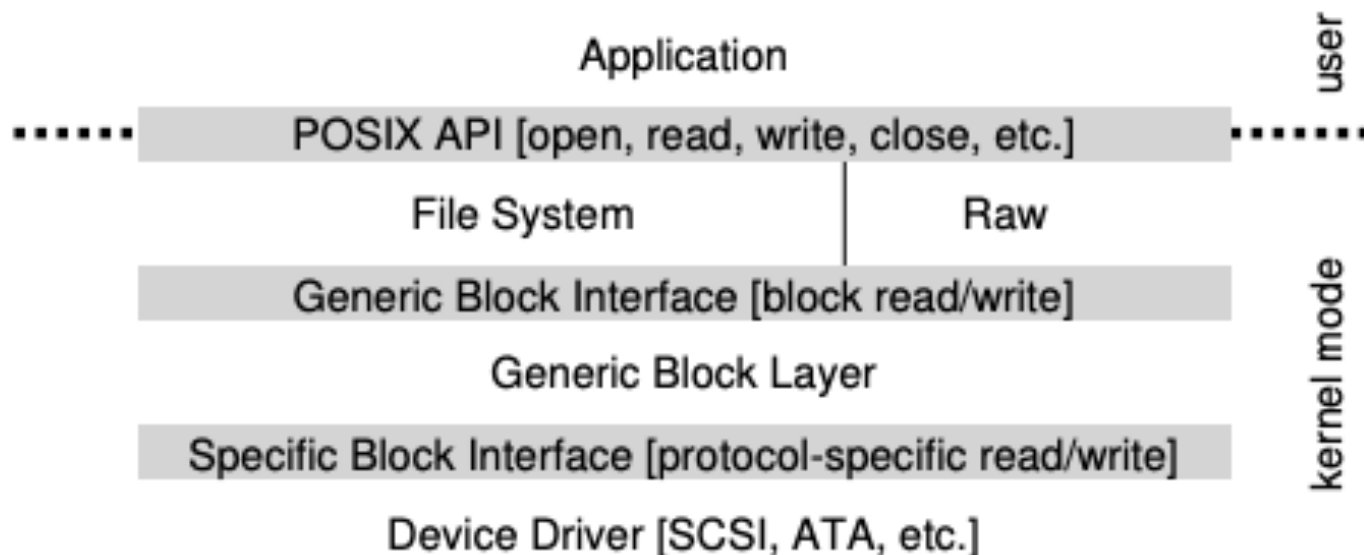 Application
user
POSIX API [open, read, write, close, etc.]
File System
Raw
Generic Block Interface [block read/write]
Generic Block Layer
Specific Block Interface [protocol-specific read/write]
kernel mode
Device Driver [SCSI, ATA, etc.]